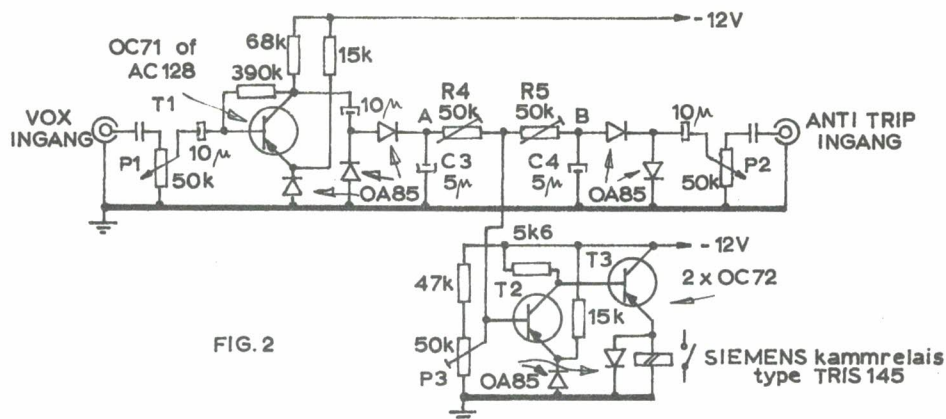 OC71 of
AC128
T1
VOX
INGANG
P1
50k
10µ
390k
68k
15k
-12V
10µ
OA85
A
C3
5µ
R4
50k
R5
50k
B
C4
5µ
OA85
10µ
50k
P2
ANTI TRIP
INGANG
5k6
-12V
47k
T2
T3
2 x OC72
15k
50k
P3
OA85
SIEMENS kammrelais
type TRIS 145
FIG. 2